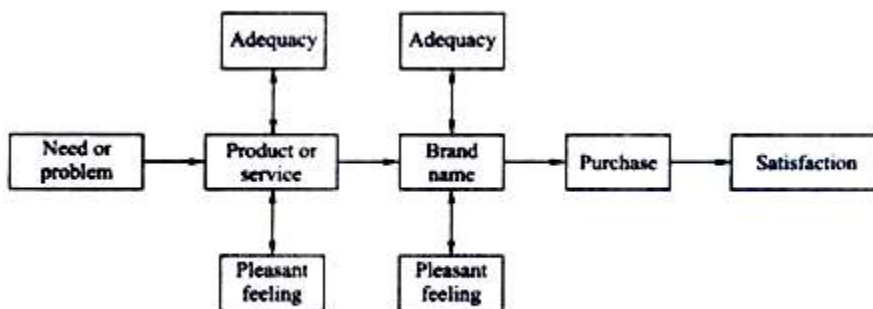 Adequacy
Adequacy
Need or
problem
Product or
service
Brand
name
Purchase
Satisfaction
Pleasant
feeling
Pleasant
feeling